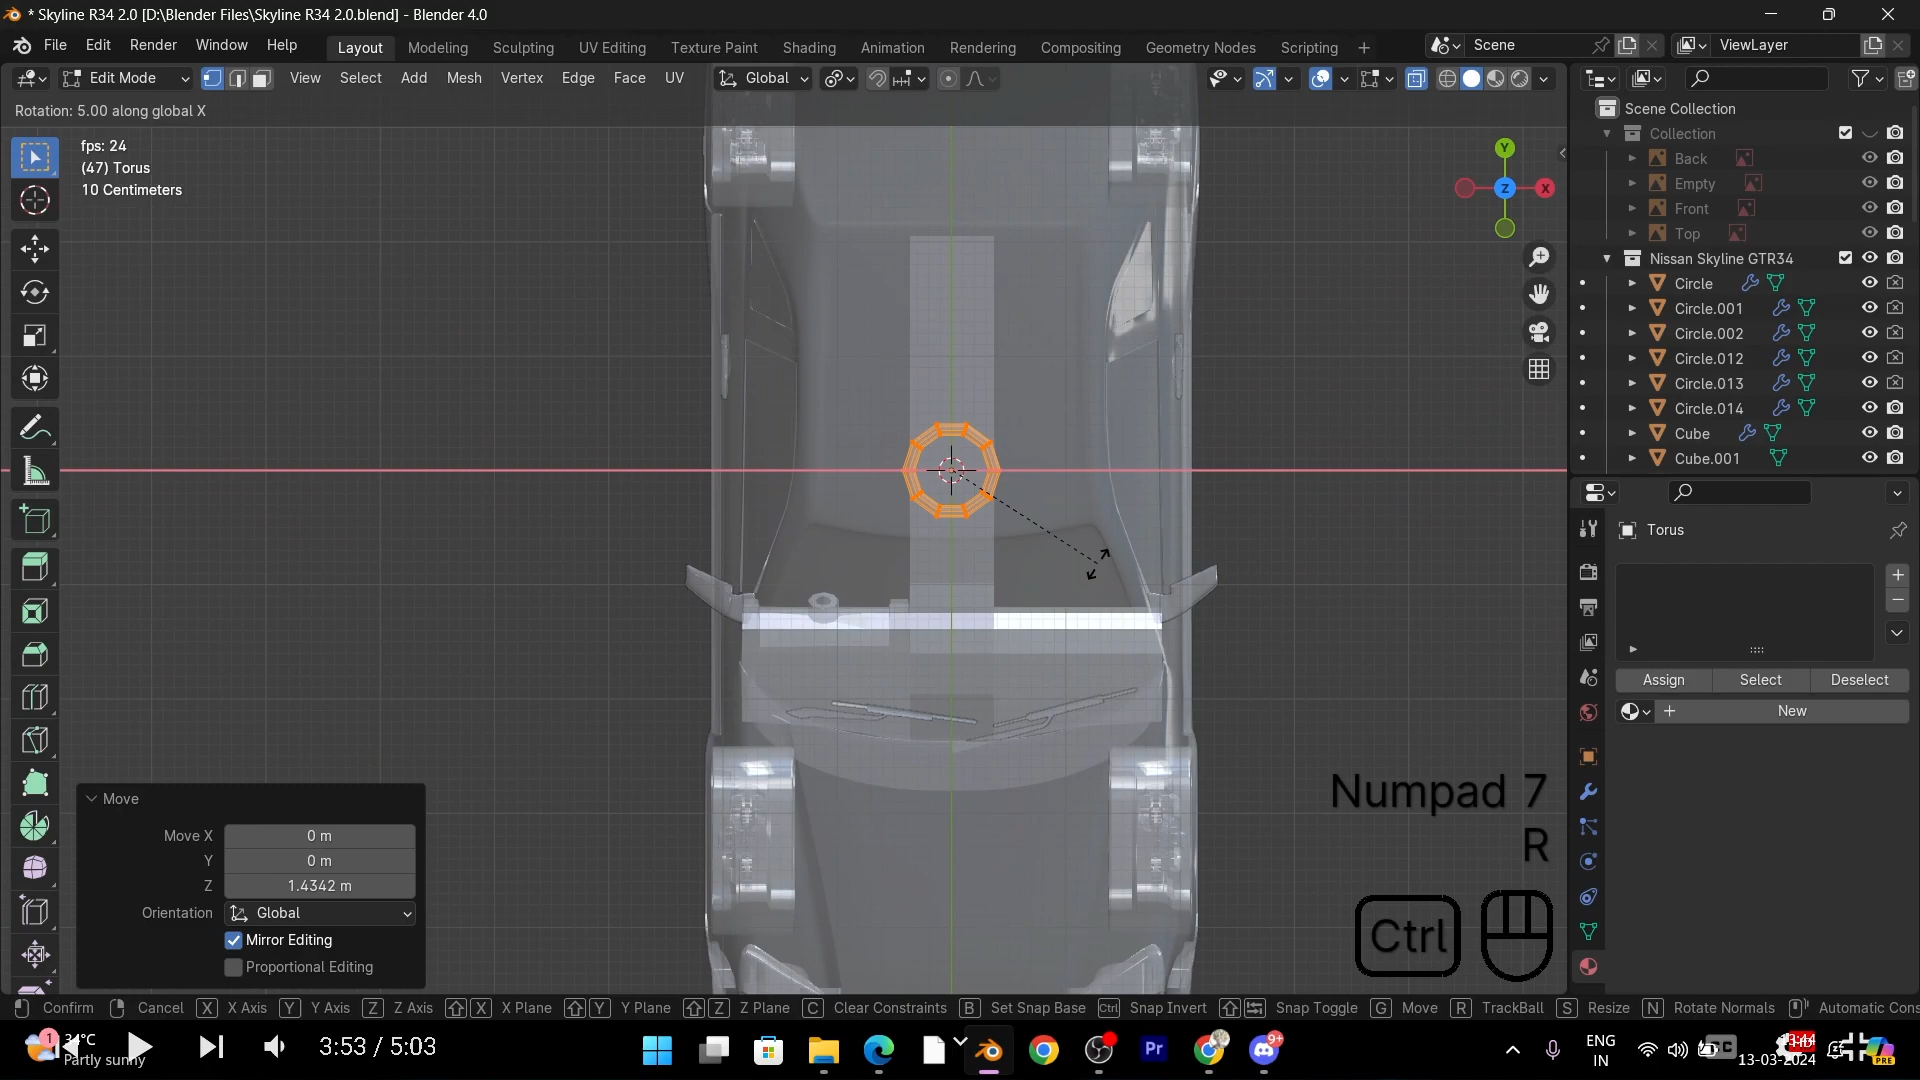 * Skyline R34 2.0 [D:\Blender Files\Skyline R34 2.0.blend] - Blender 4.0
File Edit Render Window Help Layout Modeling Sculpting UV Editing Texture Paint Shading Animation Rendering Compositing Geometry Nodes Scripting + Scene ViewLayer
Edit Mode View Select Add Mesh Vertex Edge Face UV Global
Rotation: 5.00 along global X
fps: 24
(47) Torus
10 Centimeters
Y
Z
X
Scene Collection
Collection
Back
Empty
Front
Top
Nissan Skyline GTR34
Circle
Circle.001
Circle.002
Circle.012
Circle.013
Circle.014
Cube
Cube.001
Torus
Assign Select Deselect
+ New
Move
Move X 0 m
Y 0 m
Z 1.4342 m
Orientation Global
Mirror Editing
Proportional Editing
Numpad 7
R
Ctrl
Confirm Cancel X X Axis Y Y Axis Z Z Axis X X Plane Y Y Plane Z Z Plane C Clear Constraints B Set Snap Base Ctrl Snap Invert Snap Toggle G Move R TrackBall S Resize N Rotate Normals Automatic Cons
1 34°C
Partly sunny
3:53 / 5:03
Pr
9+
ENG
IN
13-03-2024
PRE